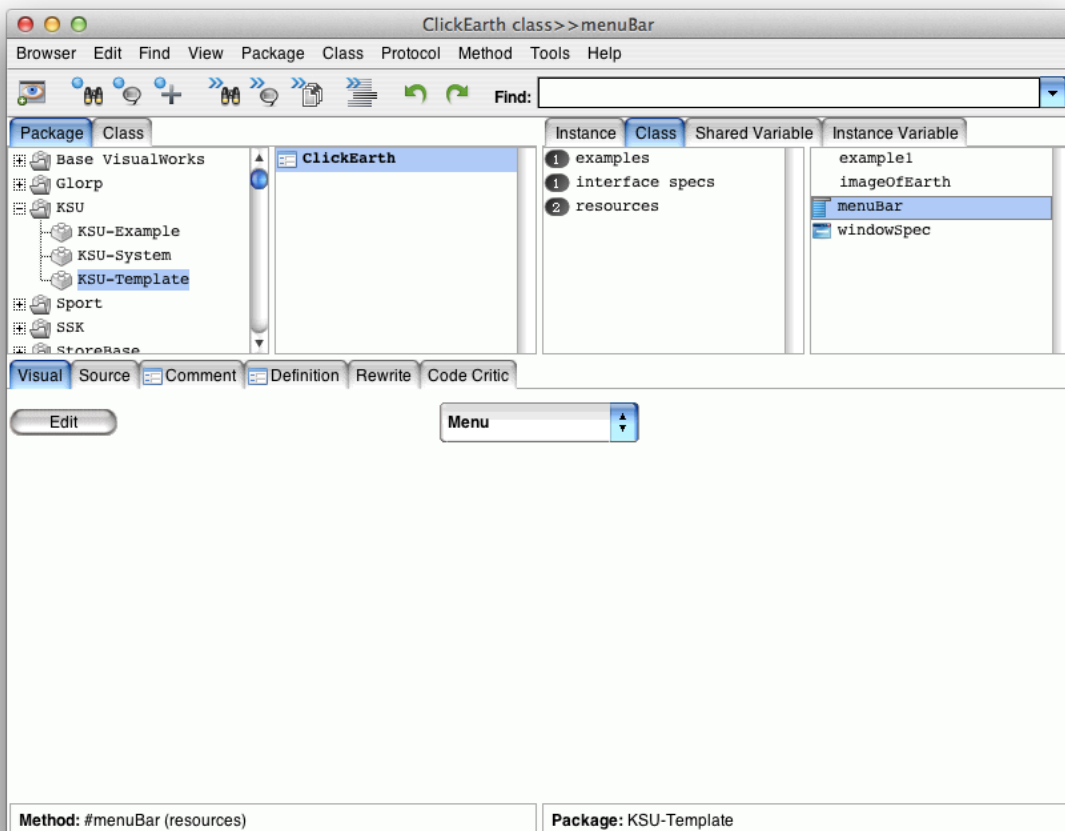 ClickEarth class>>menuBar
Browser Edit Find View Package Class Protocol Method Tools Help
Find:
Package Class
Instance Class Shared Variable Instance Variable
Base VisualWorks
Glorp
KSU
KSU-Example
KSU-System
KSU-Template
Sport
SSK
StoreBase
ClickEarth
1 examples
1 interface specs
2 resources
example1
imageOfEarth
menuBar
windowSpec
Visual Source Comment Definition Rewrite Code Critic
Edit
Menu
Method: #menuBar (resources)
Package: KSU-Template